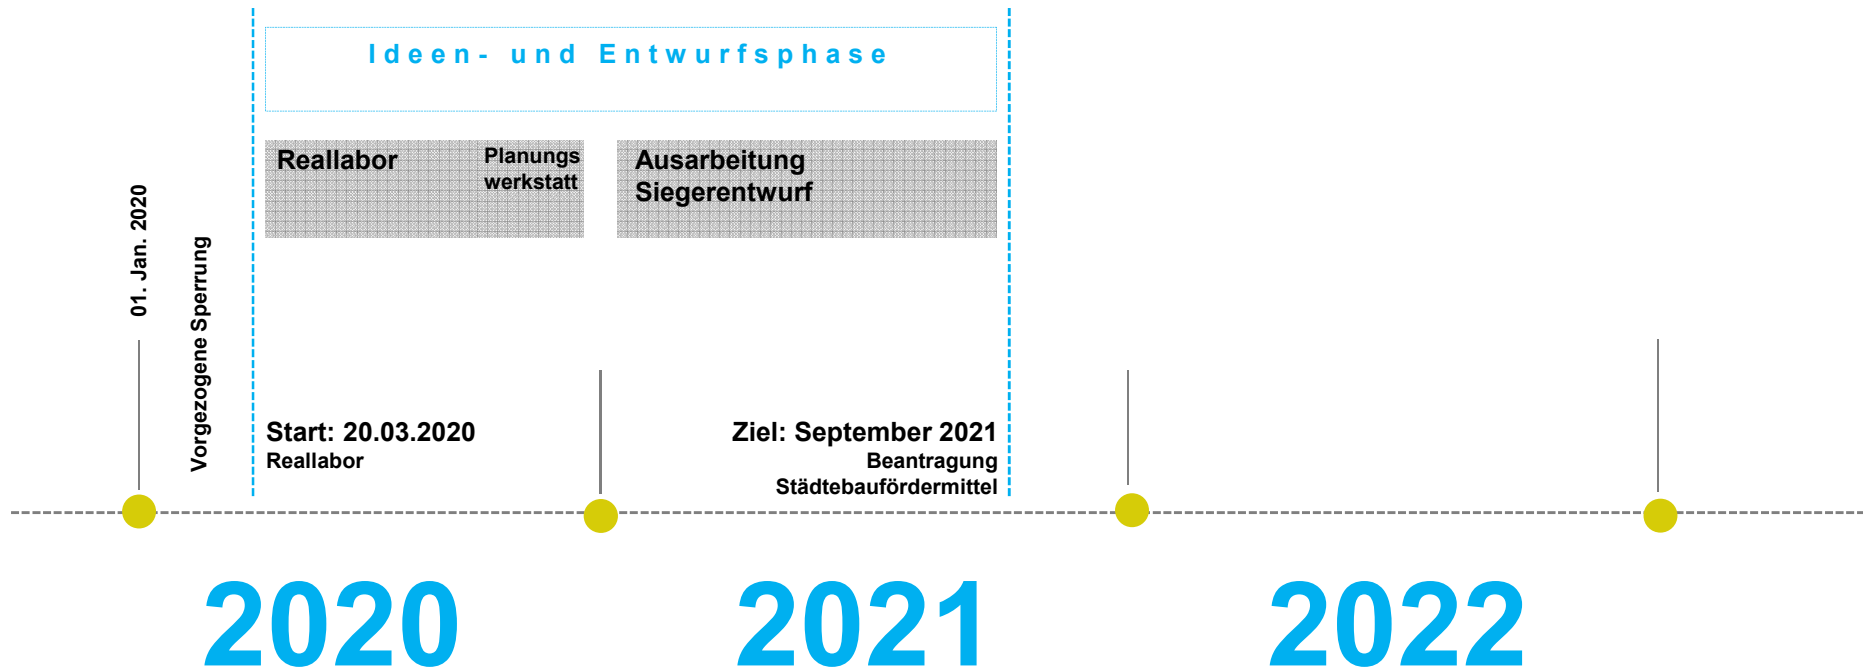 Ideen- und Entwurfsphase
Reallabor
Planungs
werkstatt
Ausarbeitung
Siegerentwurf
01. Jan. 2020
Vorgezogene Sperrung
Start: 20.03.2020
Reallabor
Ziel: September 2021
Beantragung
Städtebaufördermittel
2020
2021
2022